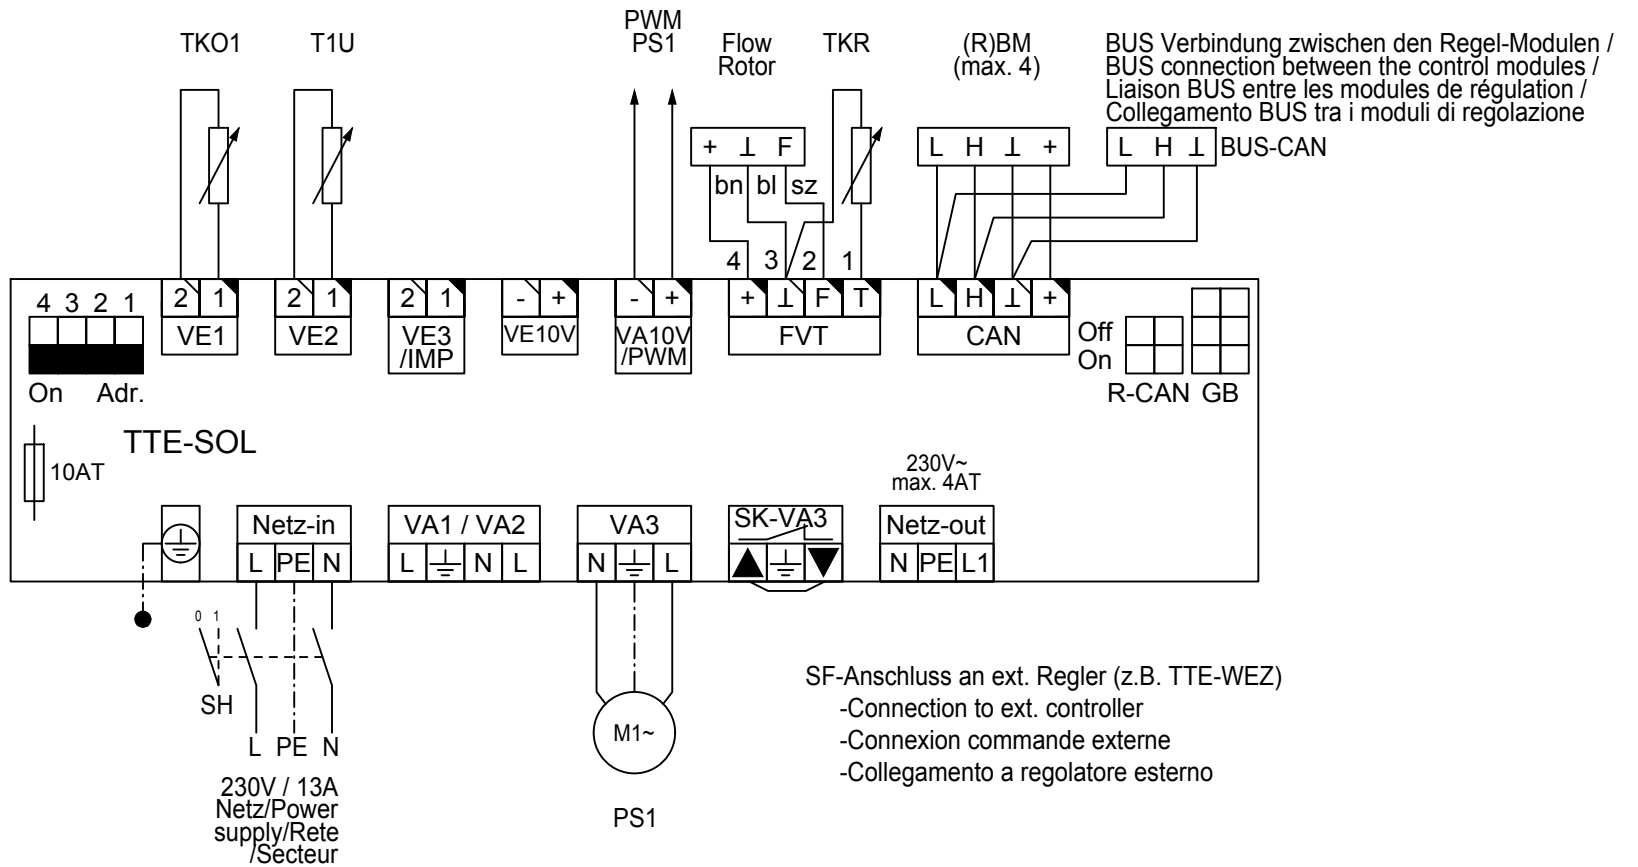 TKO1
T1U
PWM
PS1
Flow
Rotor
TKR
(R)BM
(max. 4)
BUS Verbindung zwischen den Regel-Modulen /
BUS connection between the control modules /
Liaison BUS entre les modules de régulation /
Collegamento BUS tra i moduli di regolazione
+ ⊥ F
L H ⊥ +
L H ⊥ BUS-CAN
bn bl sz
4 3 2 1
4 3 2 1
On Adr.
2 1
VE1
2 1
VE2
2 1
VE3
/IMP
- +
VE10V
- +
VA10V
/PWM
+ ⊥ F T
FVT
L H ⊥ +
CAN
Off
On
R-CAN GB
TTE-SOL
10AT
230V~
max. 4AT
Netz-in
L PE N
VA1 / VA2
L ⏚ N L
VA3
N ⏚ L
SK-VA3
▲ ⏚ ▼
Netz-out
N PE L1
0 1
SH
L PE N
230V / 13A
Netz/Power
supply/Rete
/Secteur
M1~
PS1
SF-Anschluss an ext. Regler (z.B. TTE-WEZ)
-Connection to ext. controller
-Connexion commande externe
-Collegamento a regolatore esterno